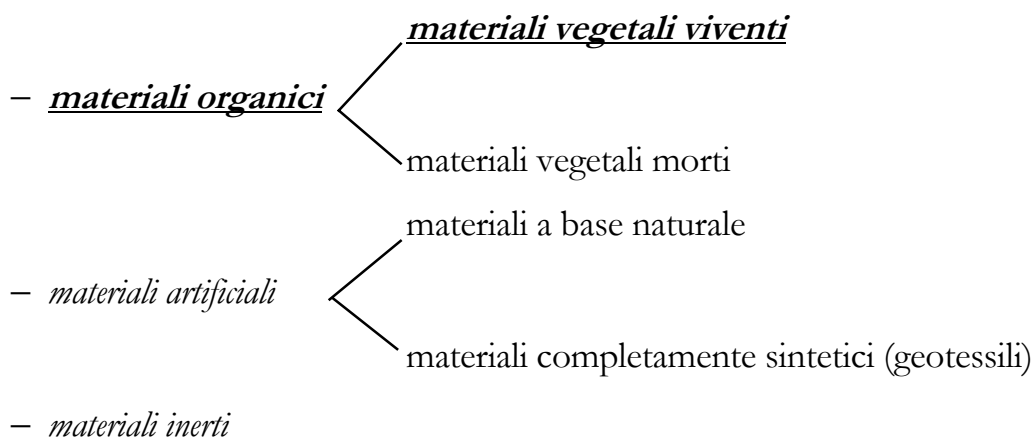 materiali vegetali viventi
– materiali organici
materiali vegetali morti
materiali a base naturale
– materiali artificiali
materiali completamente sintetici (geotessili)
– materiali inerti